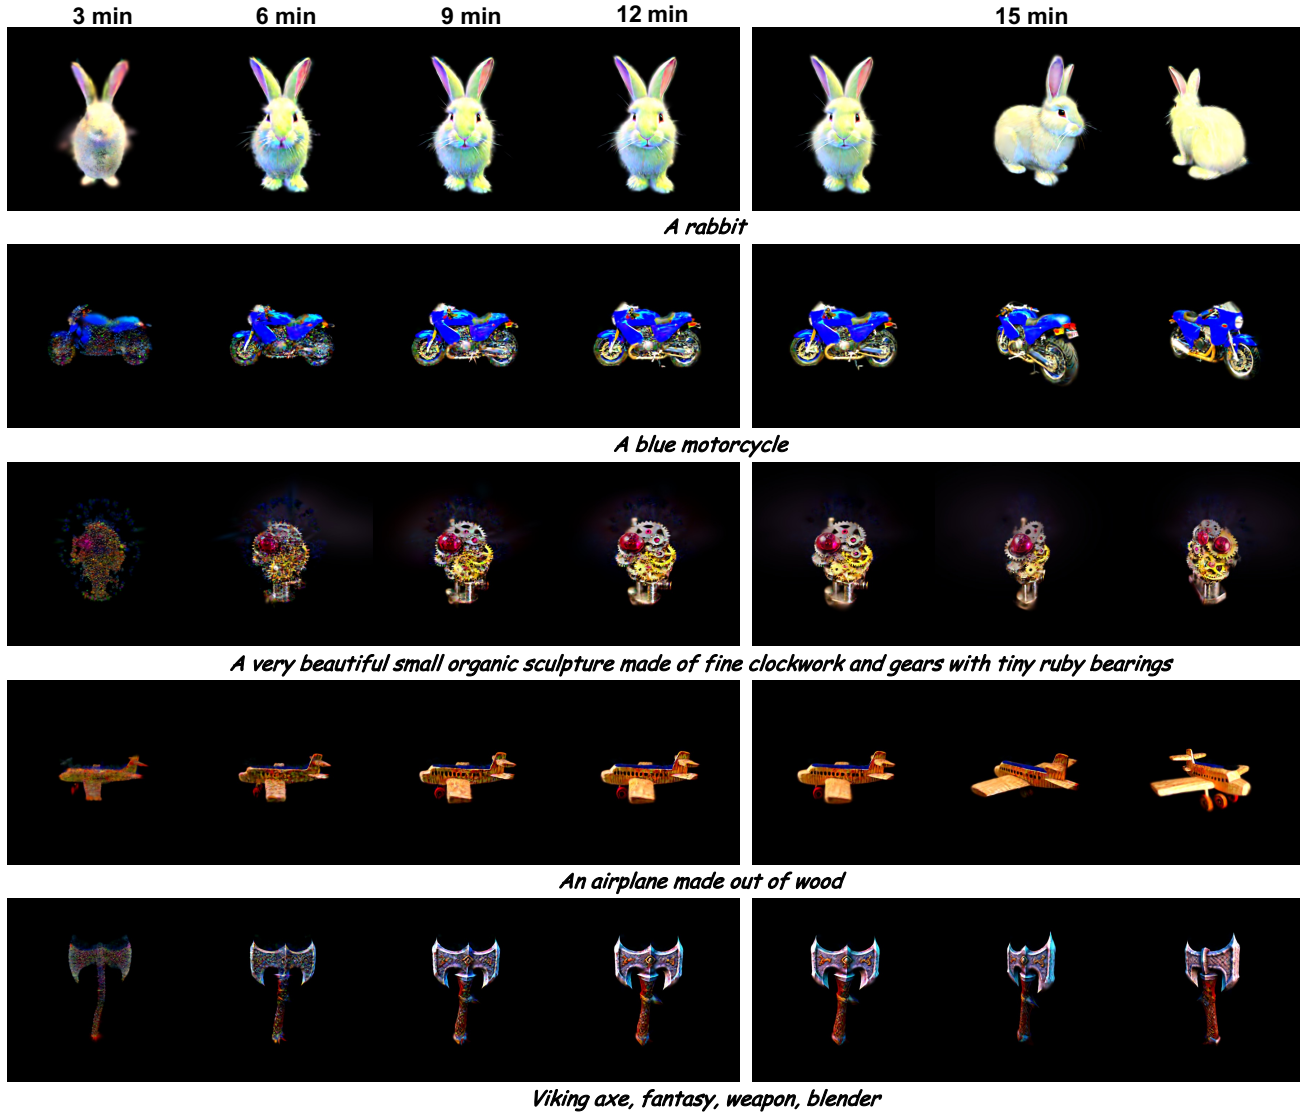 3 min 6 min 9 min 12 min 15 min
A rabbit
A blue motorcycle
A very beautiful small organic sculpture made of fine clockwork and gears with tiny ruby bearings
An airplane made out of wood
Viking axe, fantasy, weapon, blender